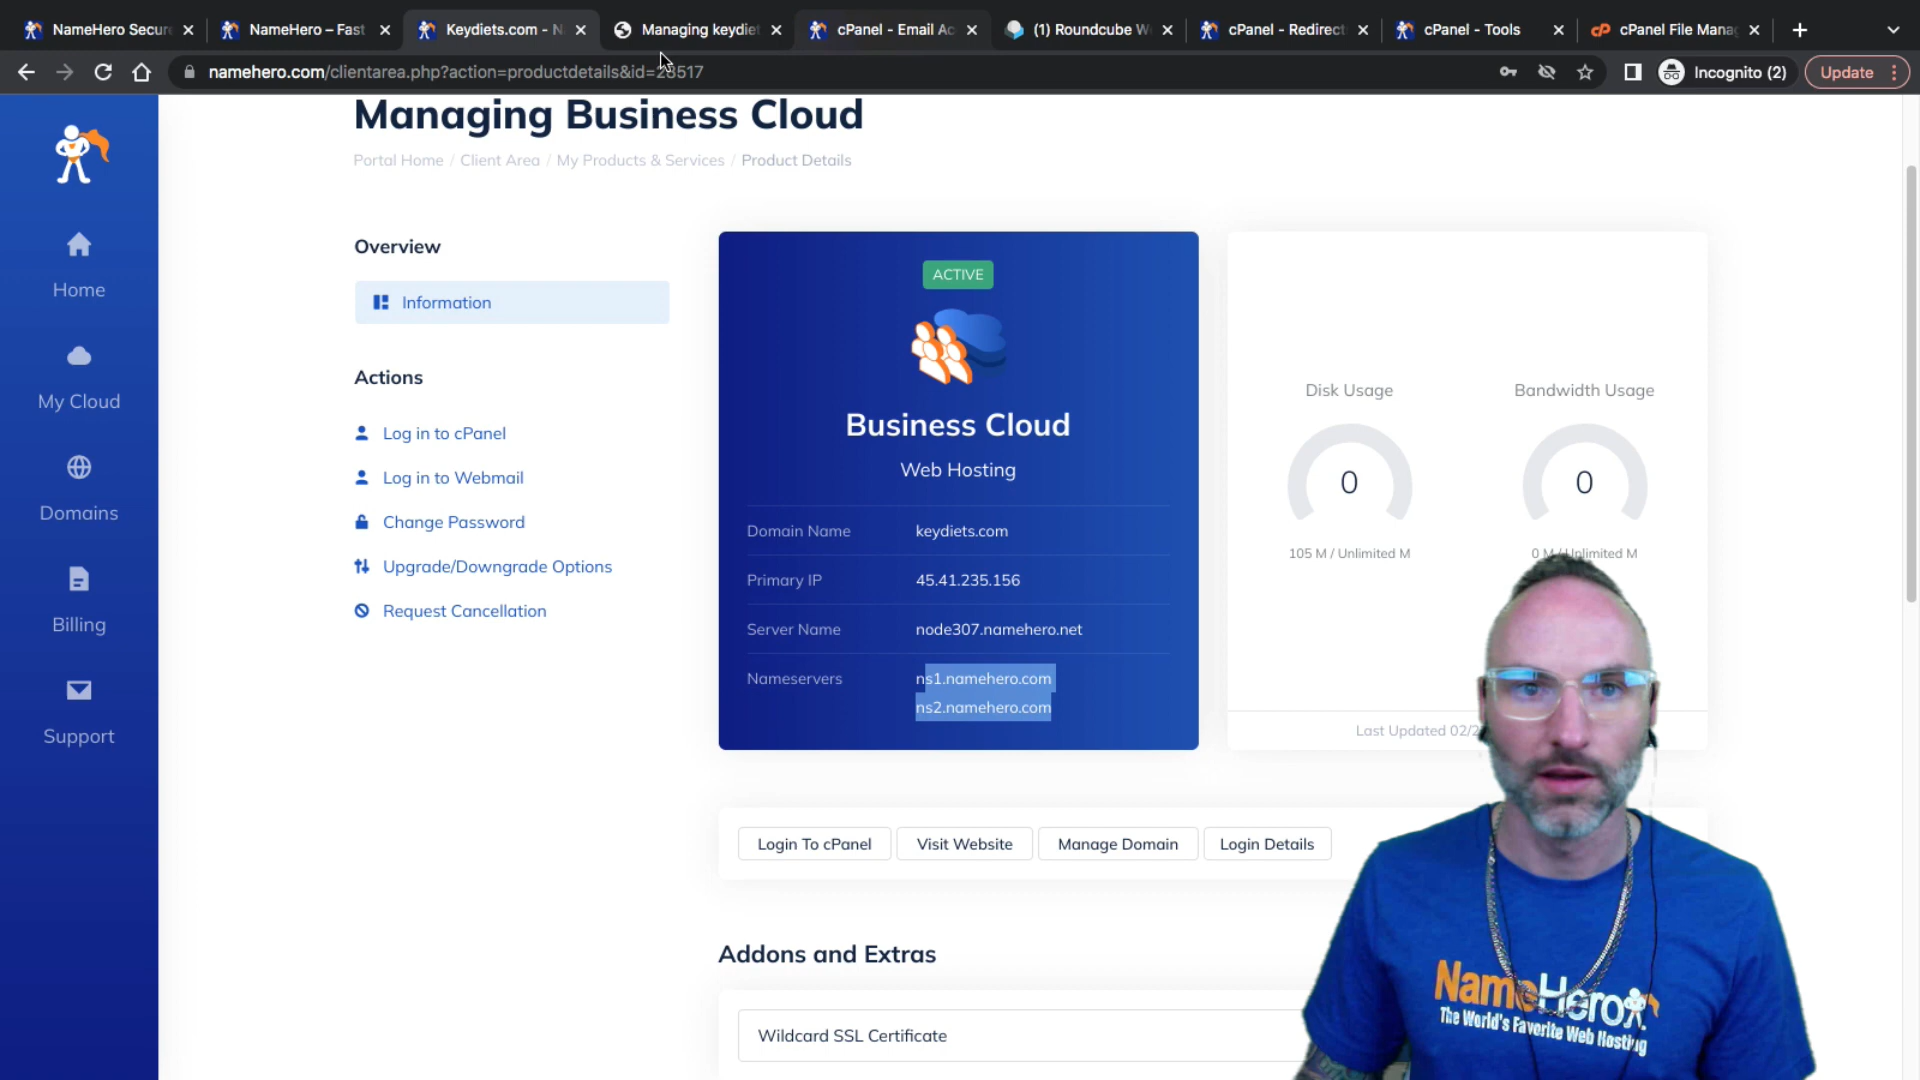 NameHero Secure
NameHero – Fast
Keydiets.com - N
Managing keydiet
cPanel - Email Ac
(1) Roundcube W
cPanel - Redirect
cPanel - Tools
cPanel File Manag
namehero.com/clientarea.php?action=productdetails&id=28517
Incognito (2)
Update
Managing Business Cloud
Portal Home / Client Area / My Products & Services / Product Details
Home
My Cloud
Domains
Billing
Support
Overview
Information
Actions
Log in to cPanel
Log in to Webmail
Change Password
Upgrade/Downgrade Options
Request Cancellation
ACTIVE
Business Cloud
Web Hosting
Domain Name keydiets.com
Primary IP 45.41.235.156
Server Name node307.namehero.net
Nameservers ns1.namehero.com
ns2.namehero.com
Disk Usage
Bandwidth Usage
0
0
105 M / Unlimited M
0 M / Unlimited M
Last Updated 02/2
Login To cPanel
Visit Website
Manage Domain
Login Details
Addons and Extras
Wildcard SSL Certificate
NameHero
The World's Favorite Web Hosting